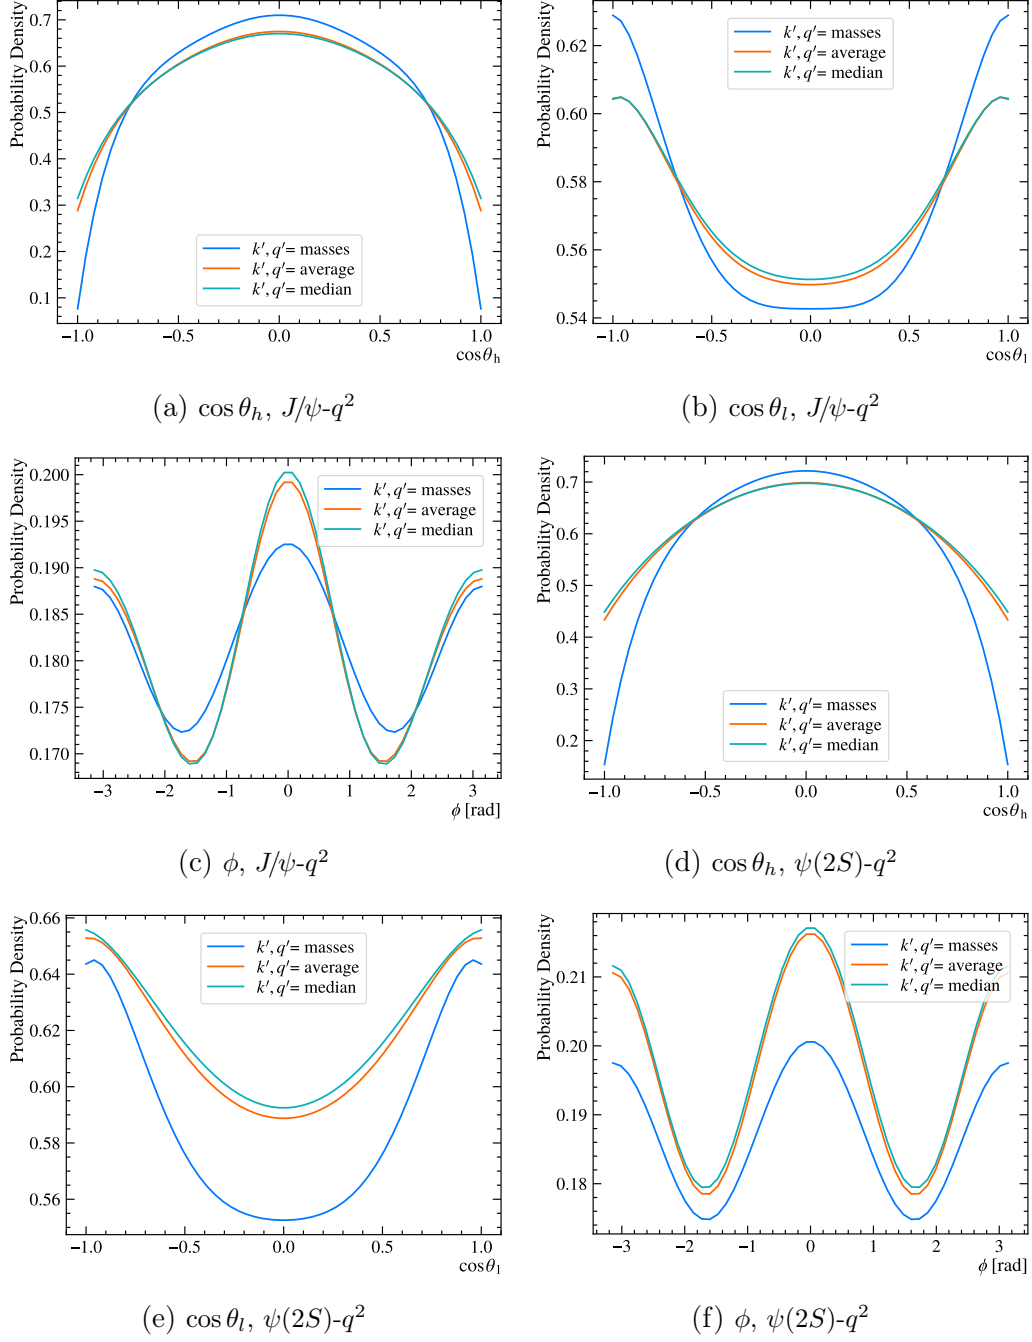 Probability Density
0.7
0.6
0.5
0.4
0.3
0.2
0.1
k′, q′= masses
k′, q′= average
k′, q′= median
−1.0 −0.5 0.0 0.5 1.0
cosθh
(a) cos θh, J/ψ-q²
Probability Density
0.62
0.60
0.58
0.56
0.54
k′, q′= masses
k′, q′= average
k′, q′= median
−1.0 −0.5 0.0 0.5 1.0
cosθl
(b) cos θl, J/ψ-q²
Probability Density
0.200
0.195
0.190
0.185
0.180
0.175
0.170
k′, q′= masses
k′, q′= average
k′, q′= median
−3 −2 −1 0 1 2 3
ϕ [rad]
(c) ϕ, J/ψ-q²
Probability Density
0.7
0.6
0.5
0.4
0.3
0.2
k′, q′= masses
k′, q′= average
k′, q′= median
−1.0 −0.5 0.0 0.5 1.0
cosθh
(d) cos θh, ψ(2S)-q²
Probability Density
0.66
0.64
0.62
0.60
0.58
0.56
k′, q′= masses
k′, q′= average
k′, q′= median
−1.0 −0.5 0.0 0.5 1.0
cosθl
(e) cos θl, ψ(2S)-q²
Probability Density
0.21
0.20
0.19
0.18
k′, q′= masses
k′, q′= average
k′, q′= median
−3 −2 −1 0 1 2 3
ϕ [rad]
(f) ϕ, ψ(2S)-q²